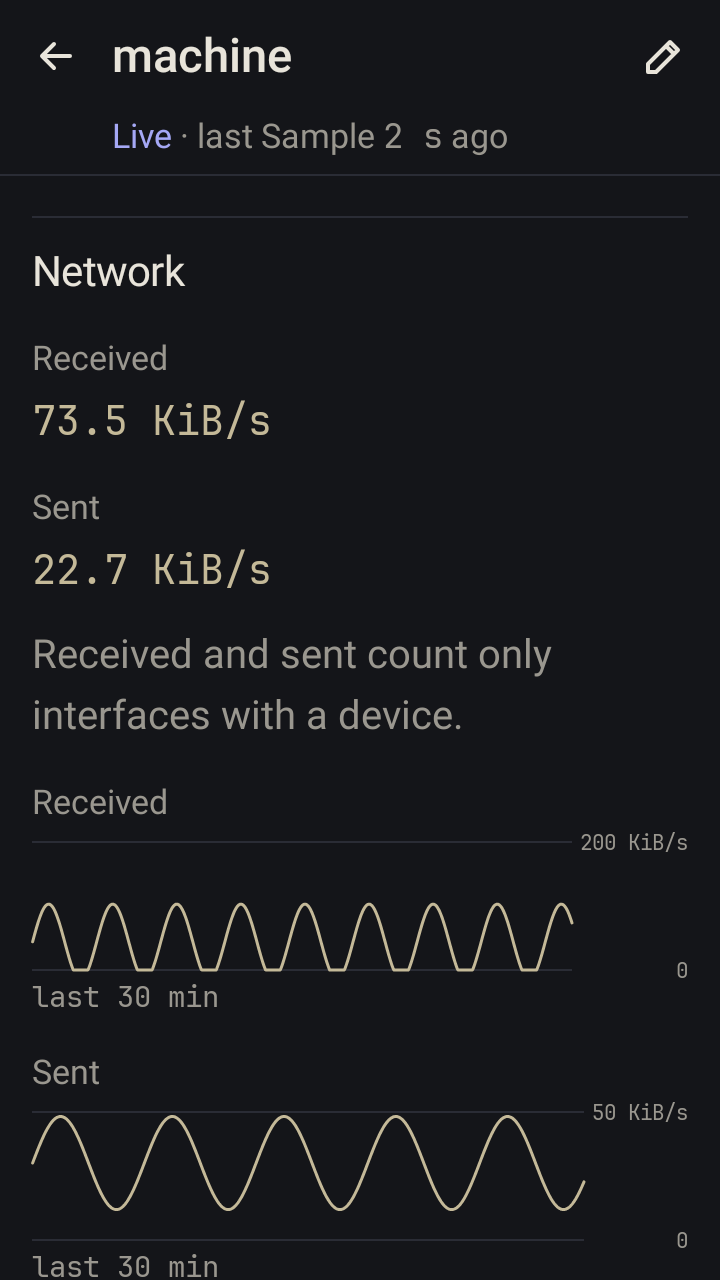 machine
Live · last Sample 2 s ago
Network
Received
73.5 KiB/s
Sent
22.7 KiB/s
Received and sent count only
interfaces with a device.
Received
200 KiB/s
0
last 30 min
Sent
50 KiB/s
0
last 30 min